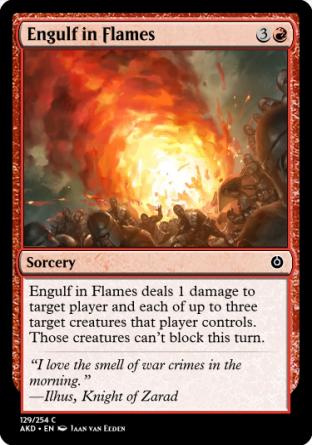 Engulf in Flames 3
Sorcery
Engulf in Flames deals 1 damage to
target player and each of up to three
target creatures that player controls.
Those creatures can't block this turn.
“I love the smell of war crimes in the
morning.”
—Ilhus, Knight of Zarad
129/254 C
AKD • EN Jaan van Eeden